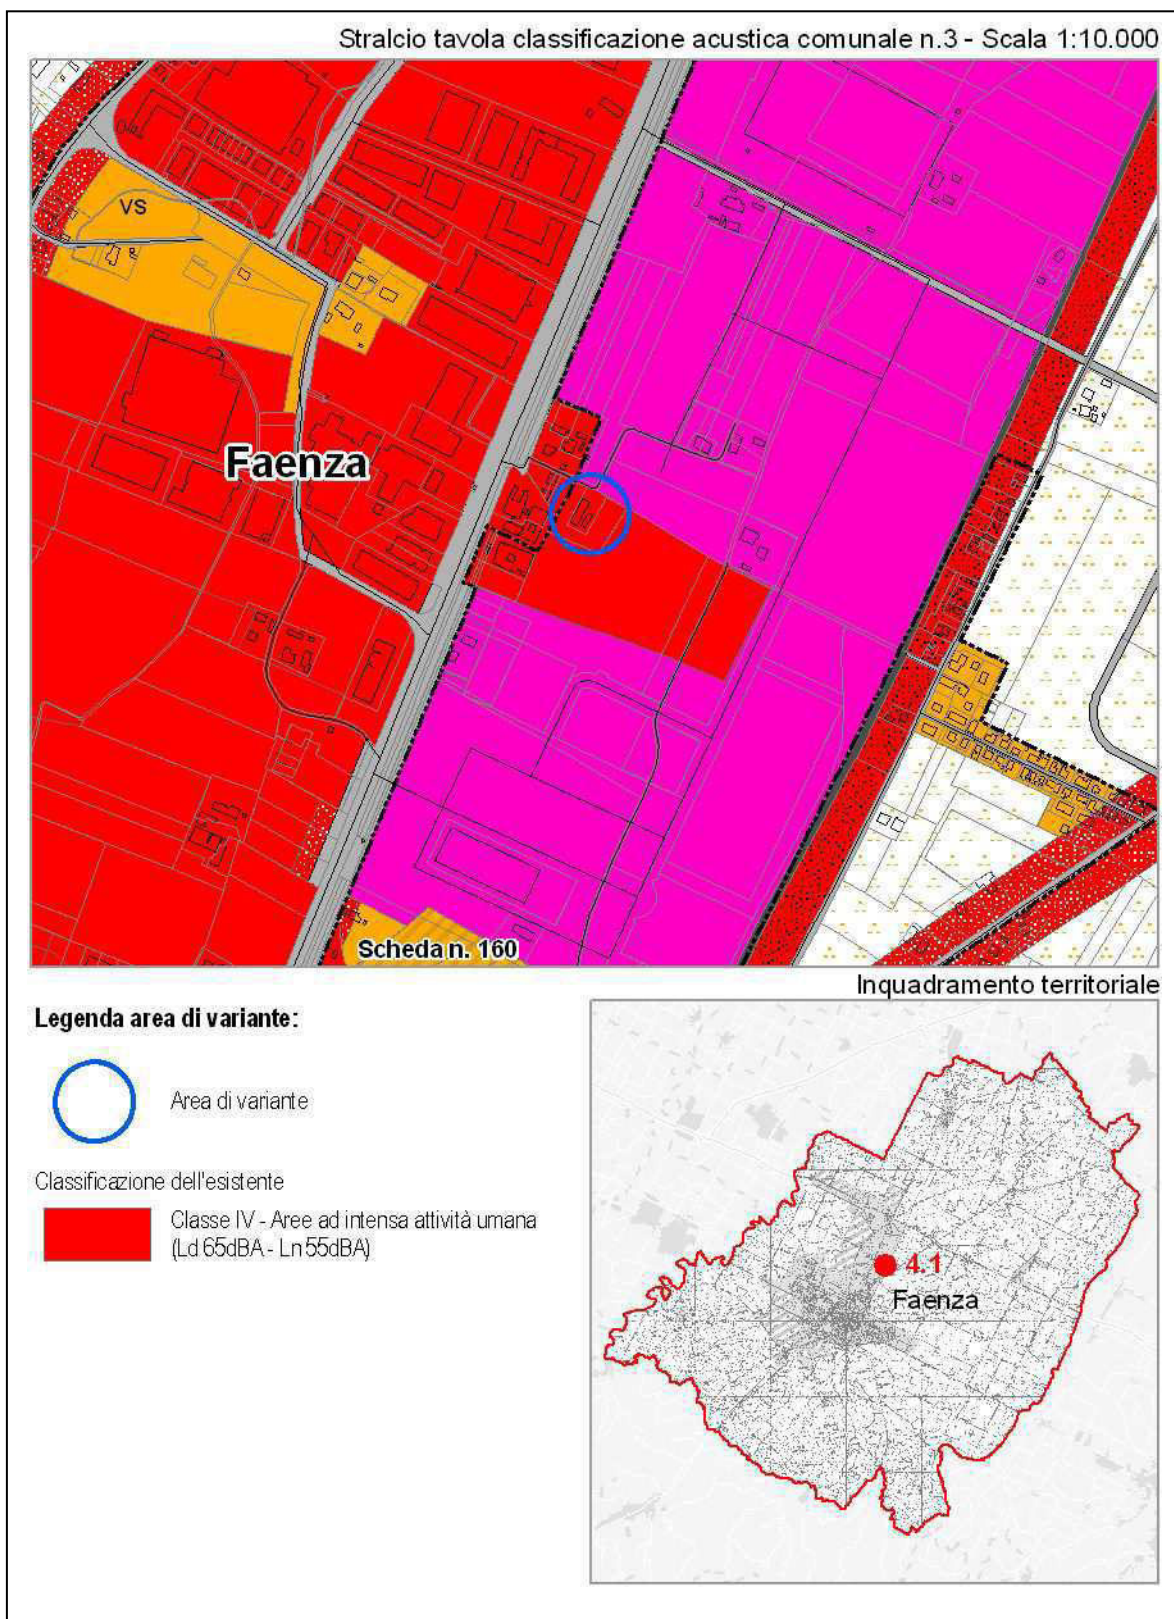 Stralcio tavola classificazione acustica comunale n.3 - Scala 1:10.000
VS
Faenza
Scheda n. 160
Inquadramento territoriale
Legenda area di variante:
Area di variante
Classificazione dell'esistente
Classe IV - Aree ad intensa attività umana
(Ld 65dBA - Ln 55dBA)
4.1
Faenza